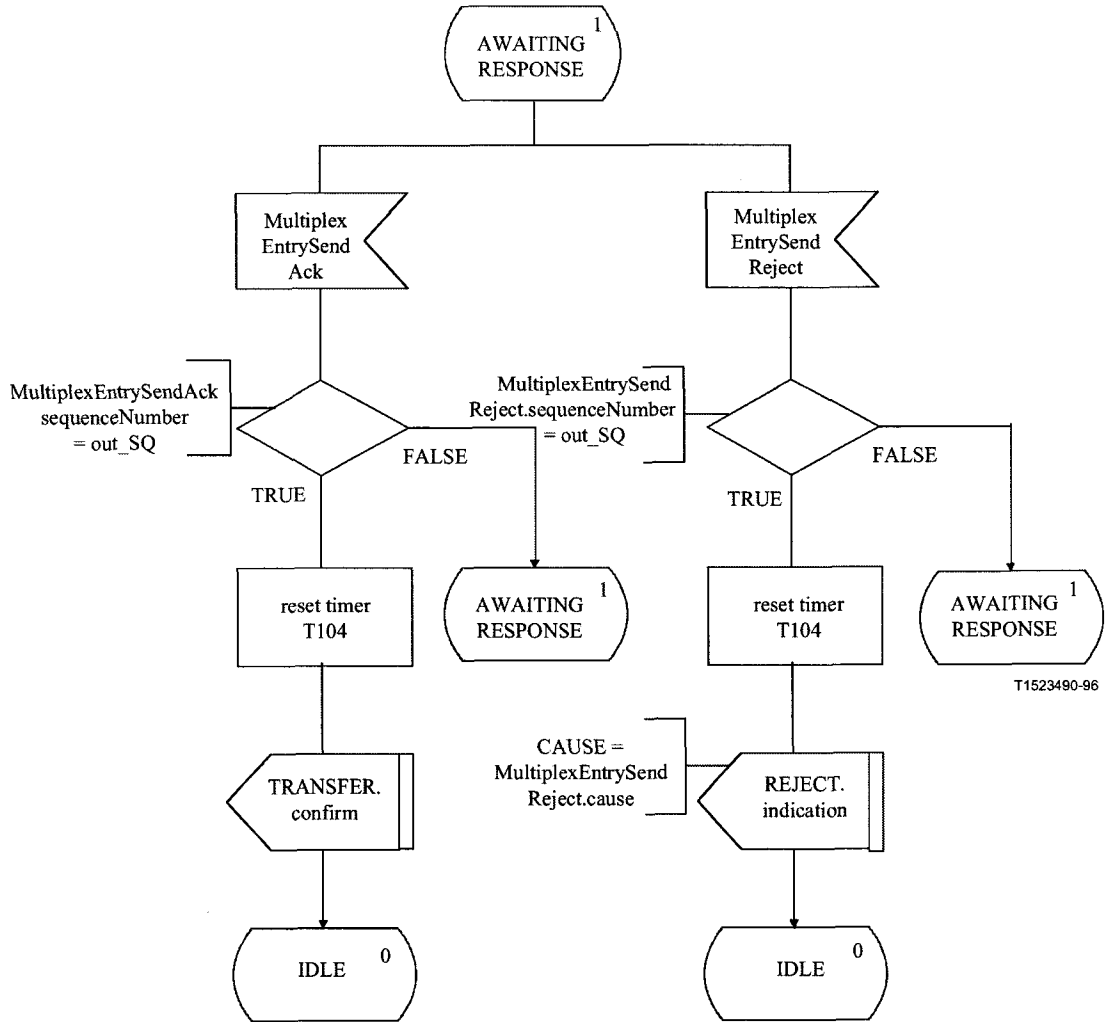 1
AWAITING
RESPONSE
Multiplex
EntrySend
Ack
Multiplex
EntrySend
Reject
MultiplexEntrySendAck
sequenceNumber
= out_SQ
FALSE
TRUE
MultiplexEntrySend
Reject.sequenceNumber
= out_SQ
FALSE
TRUE
reset timer
T104
1
AWAITING
RESPONSE
reset timer
T104
1
AWAITING
RESPONSE
T1523490-96
TRANSFER.
confirm
CAUSE =
MultiplexEntrySend
Reject.cause
REJECT.
indication
0
IDLE
0
IDLE